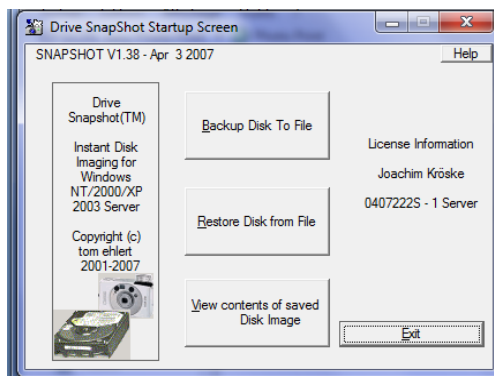 Drive SnapShot Startup Screen
SNAPSHOT V1.38 - Apr 3 2007
Help
Drive
Snapshot(TM)
Instant Disk
Imaging for
Windows
NT/2000/XP
2003 Server
Copyright (c)
tom ehlert
2001-2007
Backup Disk To File
Restore Disk from File
View contents of saved
Disk Image
License Information
Joachim Kröske
0407222S - 1 Server
Exit